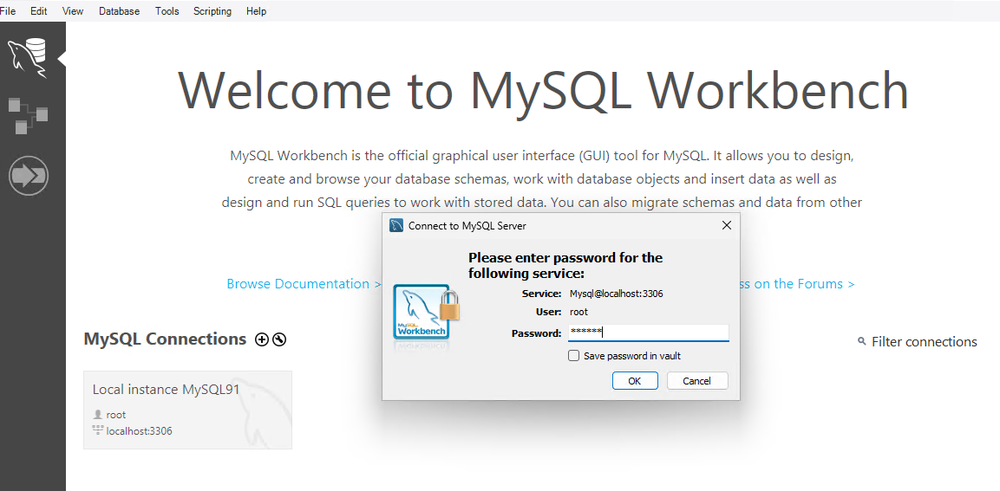 File Edit View Database Tools Scripting Help
Welcome to MySQL Workbench
MySQL Workbench is the official graphical user interface (GUI) tool for MySQL. It allows you to design,
create and browse your database schemas, work with database objects and insert data as well as
design and run SQL queries to work with stored data. You can also migrate schemas and data from other
Connect to MySQL Server
Please enter password for the
following service:
Service: Mysql@localhost:3306
User: root
Password: ******
Save password in vault
OK Cancel
MySQL
Workbench
Browse Documentation > ss on the Forums >
MySQL Connections
Filter connections
Local instance MySQL91
root
localhost:3306